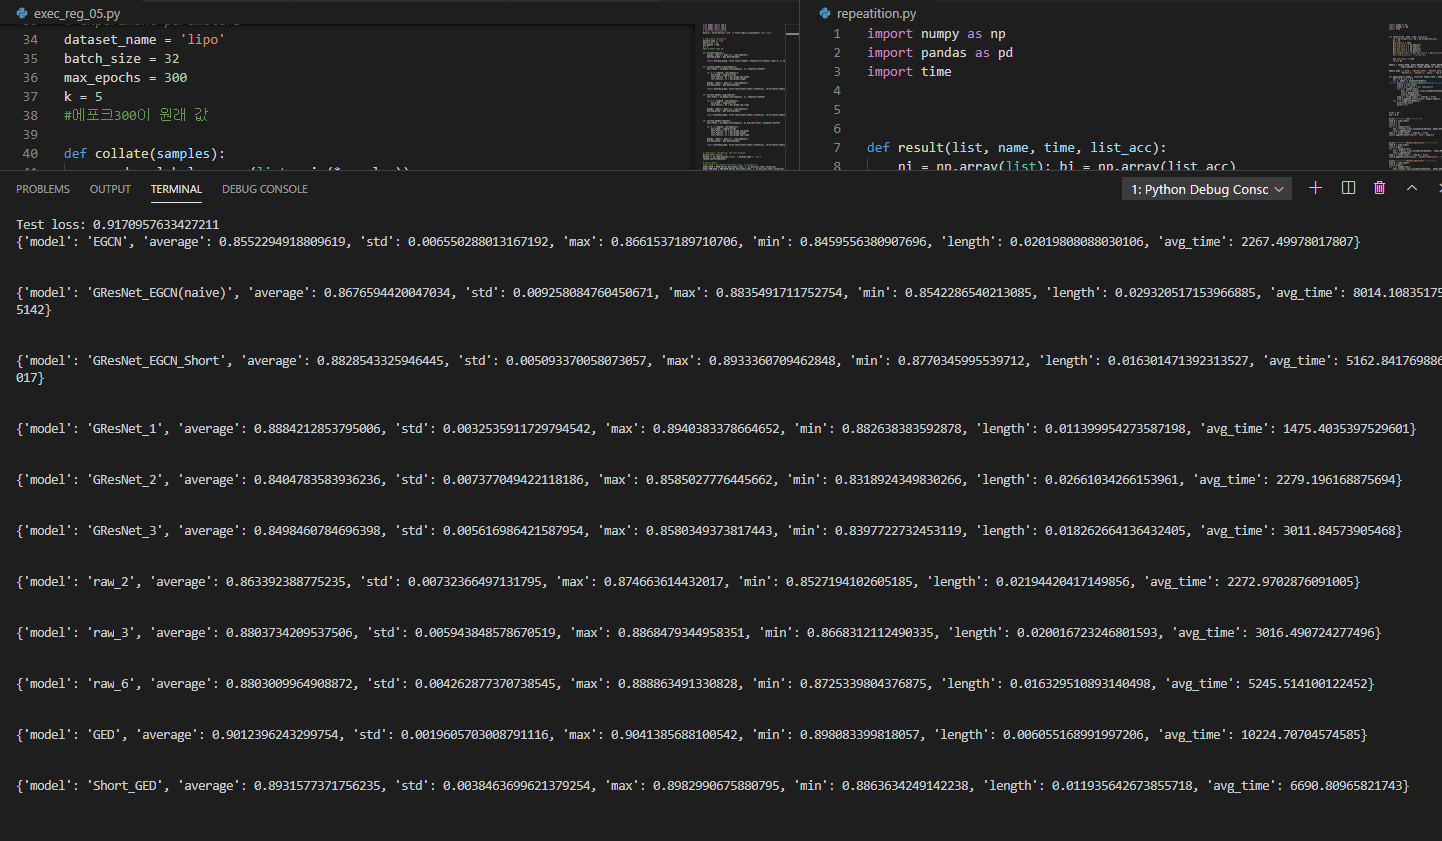 exec_reg_05.py
34 dataset_name = 'lipo'
35 batch_size = 32
36 max_epochs = 300
37 k = 5
38 #에포크300이 원래 값
39
40 def collate(samples):
repeatition.py
1 import numpy as np
2 import pandas as pd
3 import time
4
5
6
7 def result(list, name, time, list_acc):
8 ni = np.array(list); bi = np.array(list_acc)
PROBLEMS OUTPUT TERMINAL DEBUG CONSOLE
1: Python Debug Consc
Test loss: 0.9170957633427211
{'model': 'EGCN', 'average': 0.8552294918809619, 'std': 0.006550288013167192, 'max': 0.8661537189710706, 'min': 0.8459556380907696, 'length': 0.02019808088030106, 'avg_time': 2267.49978017807}
{'model': 'GResNet_EGCN(naive)', 'average': 0.8676594420047034, 'std': 0.009258084760450671, 'max': 0.8835491711752754, 'min': 0.8542286540213085, 'length': 0.029320517153966885, 'avg_time': 8014.10835175
5142}
{'model': 'GResNet_EGCN_Short', 'average': 0.8828543325946445, 'std': 0.005093370058073057, 'max': 0.8933360709462848, 'min': 0.8770345995539712, 'length': 0.016301471392313527, 'avg_time': 5162.841769886
017}
{'model': 'GResNet_1', 'average': 0.8884212853795006, 'std': 0.0032535911729794542, 'max': 0.8940383378664652, 'min': 0.882638383592878, 'length': 0.011399954273587198, 'avg_time': 1475.4035397529601}
{'model': 'GResNet_2', 'average': 0.8404783583936236, 'std': 0.007377049422118186, 'max': 0.8585027776445662, 'min': 0.8318924349830266, 'length': 0.02661034266153961, 'avg_time': 2279.196168875694}
{'model': 'GResNet_3', 'average': 0.8498460784696398, 'std': 0.005616986421587954, 'max': 0.8580349373817443, 'min': 0.8397722732453119, 'length': 0.018262664136432405, 'avg_time': 3011.84573905468}
{'model': 'raw_2', 'average': 0.863392388775235, 'std': 0.00732366497131795, 'max': 0.874663614432017, 'min': 0.8527194102605185, 'length': 0.02194420417149856, 'avg_time': 2272.9702876091005}
{'model': 'raw_3', 'average': 0.8803734209537506, 'std': 0.005943848578670519, 'max': 0.8868479344958351, 'min': 0.8668312112490335, 'length': 0.020016723246801593, 'avg_time': 3016.490724277496}
{'model': 'raw_6', 'average': 0.8803009964908872, 'std': 0.004262877370738545, 'max': 0.888863491330828, 'min': 0.8725339804376875, 'length': 0.016329510893140498, 'avg_time': 5245.514100122452}
{'model': 'GED', 'average': 0.9012396243299754, 'std': 0.0019605703008791116, 'max': 0.9041385688100542, 'min': 0.898083399818057, 'length': 0.006055168991997206, 'avg_time': 10224.70704574585}
{'model': 'Short_GED', 'average': 0.8931577371756235, 'std': 0.0038463699621379254, 'max': 0.8982990675880795, 'min': 0.8863634249142238, 'length': 0.011935642673855718, 'avg_time': 6690.80965821743}